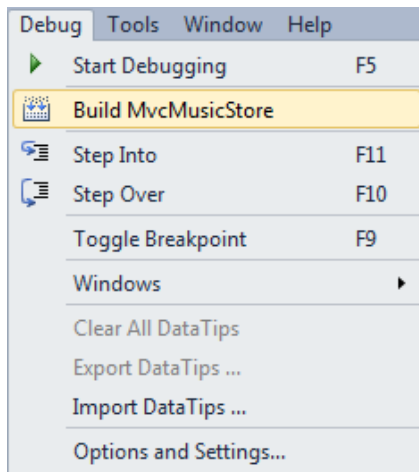 Debug Tools Window Help
Start Debugging F5
Build MvcMusicStore
Step Into F11
Step Over F10
Toggle Breakpoint F9
Windows
Clear All DataTips
Export DataTips ...
Import DataTips ...
Options and Settings...